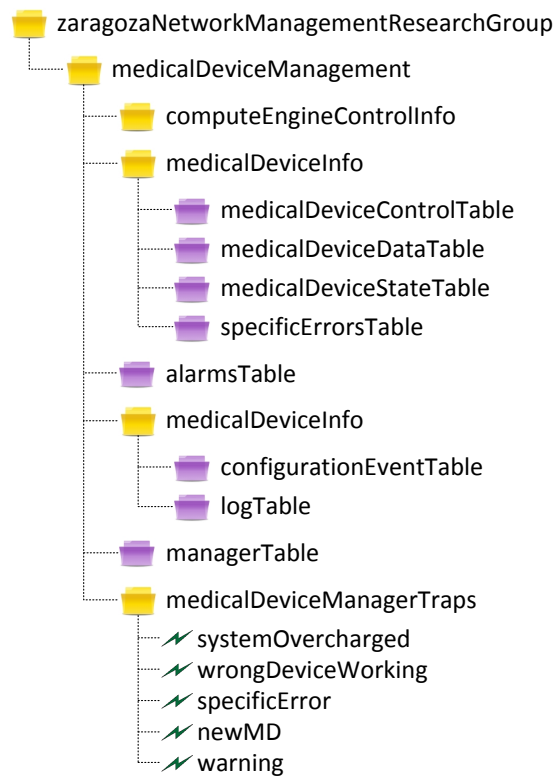 zaragozaNetworkManagementResearchGroup
medicalDeviceManagement
computeEngineControlInfo
medicalDeviceInfo
medicalDeviceControlTable
medicalDeviceDataTable
medicalDeviceStateTable
specificErrorsTable
alarmsTable
medicalDeviceInfo
configurationEventTable
logTable
managerTable
medicalDeviceManagerTraps
systemOvercharged
wrongDeviceWorking
specificError
newMD
warning